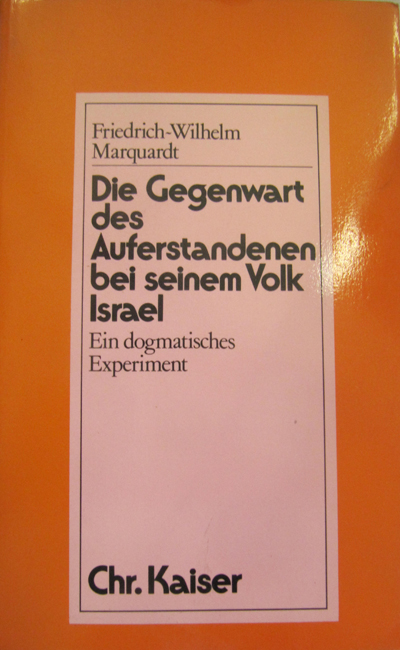 Friedrich-Wilhelm
Marquardt
Die Gegenwart
des
Auferstandenen
bei seinem Volk
Israel
Ein dogmatisches
Experiment
Chr. Kaiser